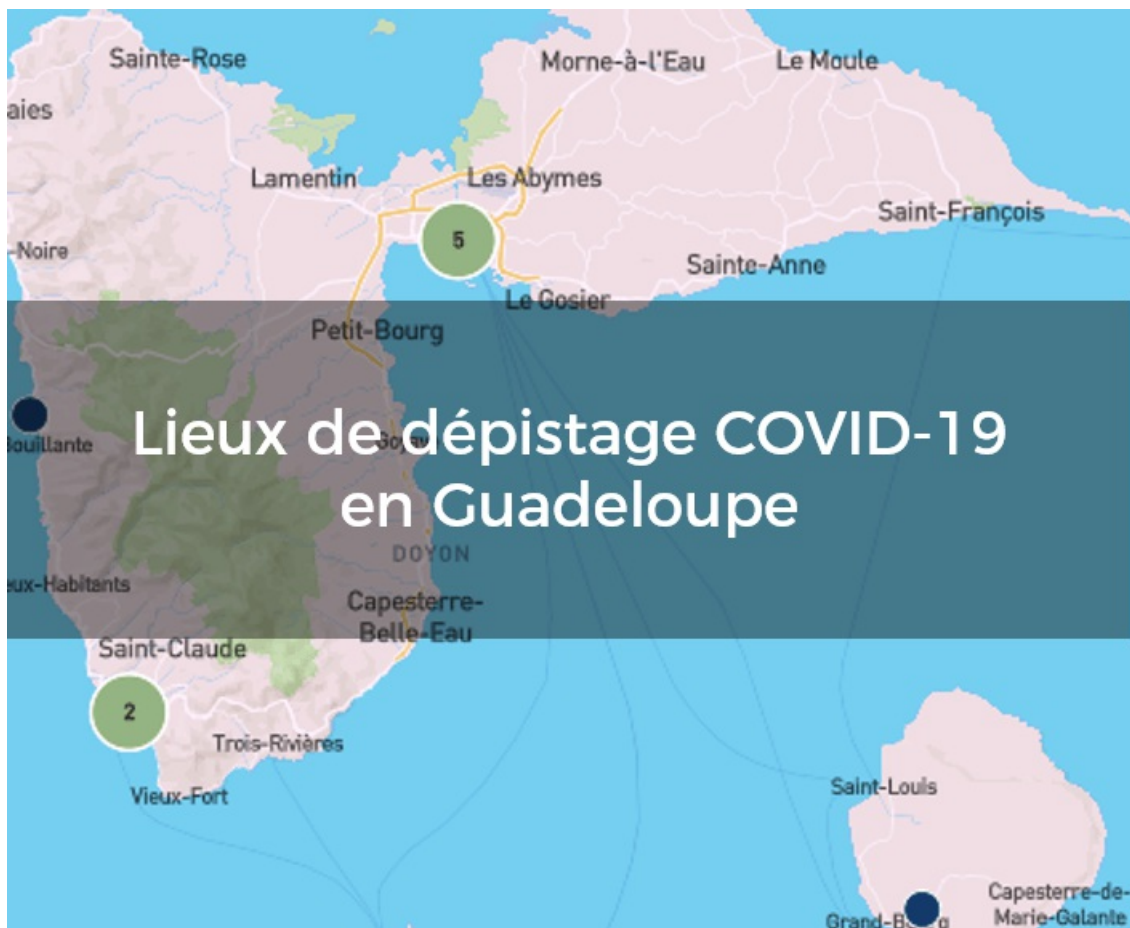 Sainte-Rose
Morne-à-l'Eau
Le Moule
aies
Lamentin
Les Abymes
Saint-François
5
-Noire
Sainte-Anne
Le Gosier
Petit-Bourg
Lieux de dépistage COVID-19
Bouillante
en Guadeloupe
DOYON
eux-Habitants
Capesterre-
Belle-Eau
Saint-Claude
2
Trois-Rivières
Vieux-Fort
Saint-Louis
Capesterre-de-
Marie-Galante